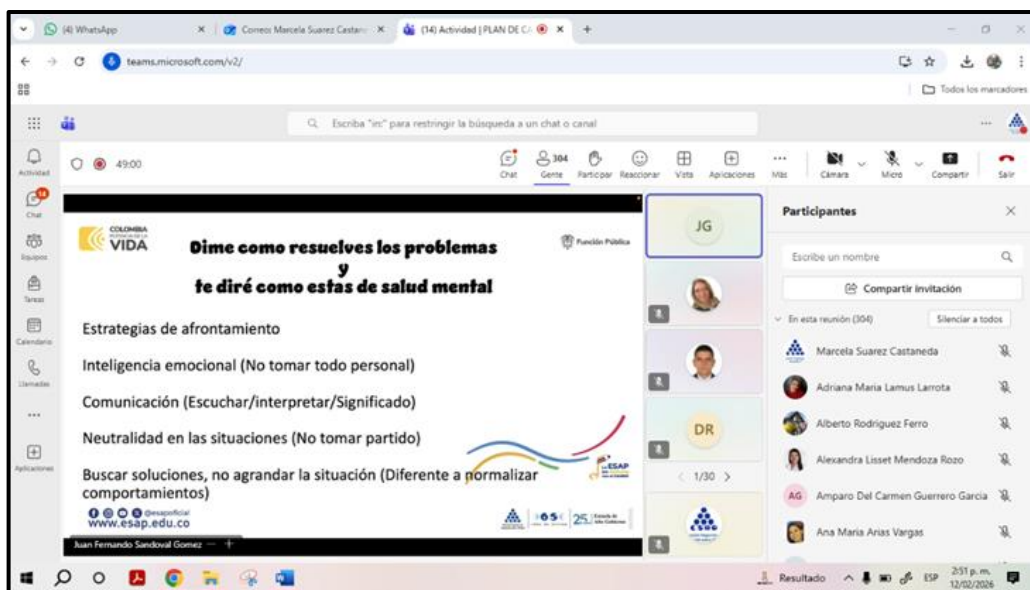 (4) WhatsApp
Correo: Marcela Suarez Castan
(14) Actividad | PLAN DE CA
teams.microsoft.com/v2/
Todos los marcadores
Escriba "in:" para restringir la búsqueda a un chat o canal
49:00
304
Chat
Gente
Participar
Reaccionar
Vista
Aplicaciones
Más
Cámara
Micro
Compartir
Salir
Actividad
14
Chat
Equipos
Tareas
Calendario
Llamadas
Aplicaciones
COLOMBIA
POTENCIA DE LA
VIDA
Dime como resuelves los problemas
y
te diré como estas de salud mental
Función Pública
Estrategias de afrontamiento
Inteligencia emocional (No tomar todo personal)
Comunicación (Escuchar/interpretar/Significado)
Neutralidad en las situaciones (No tomar partido)
Buscar soluciones, no agrandar la situación (Diferente a normalizar
comportamientos)
@esapoficial
www.esap.edu.co
ESAP
65
25
Juan Fernando Sandoval Gomez
JG
DR
1/30
Participantes
Escribe un nombre
Compartir invitación
En esta reunión (304)
Silenciar a todos
Marcela Suarez Castaneda
Adriana Maria Lamus Larrota
Alberto Rodriguez Ferro
Alexandra Lisset Mendoza Rozo
AG
Amparo Del Carmen Guerrero Garcia
Ana Maria Arias Vargas
Resultado
ESP
2:51 p. m.
12/02/2026